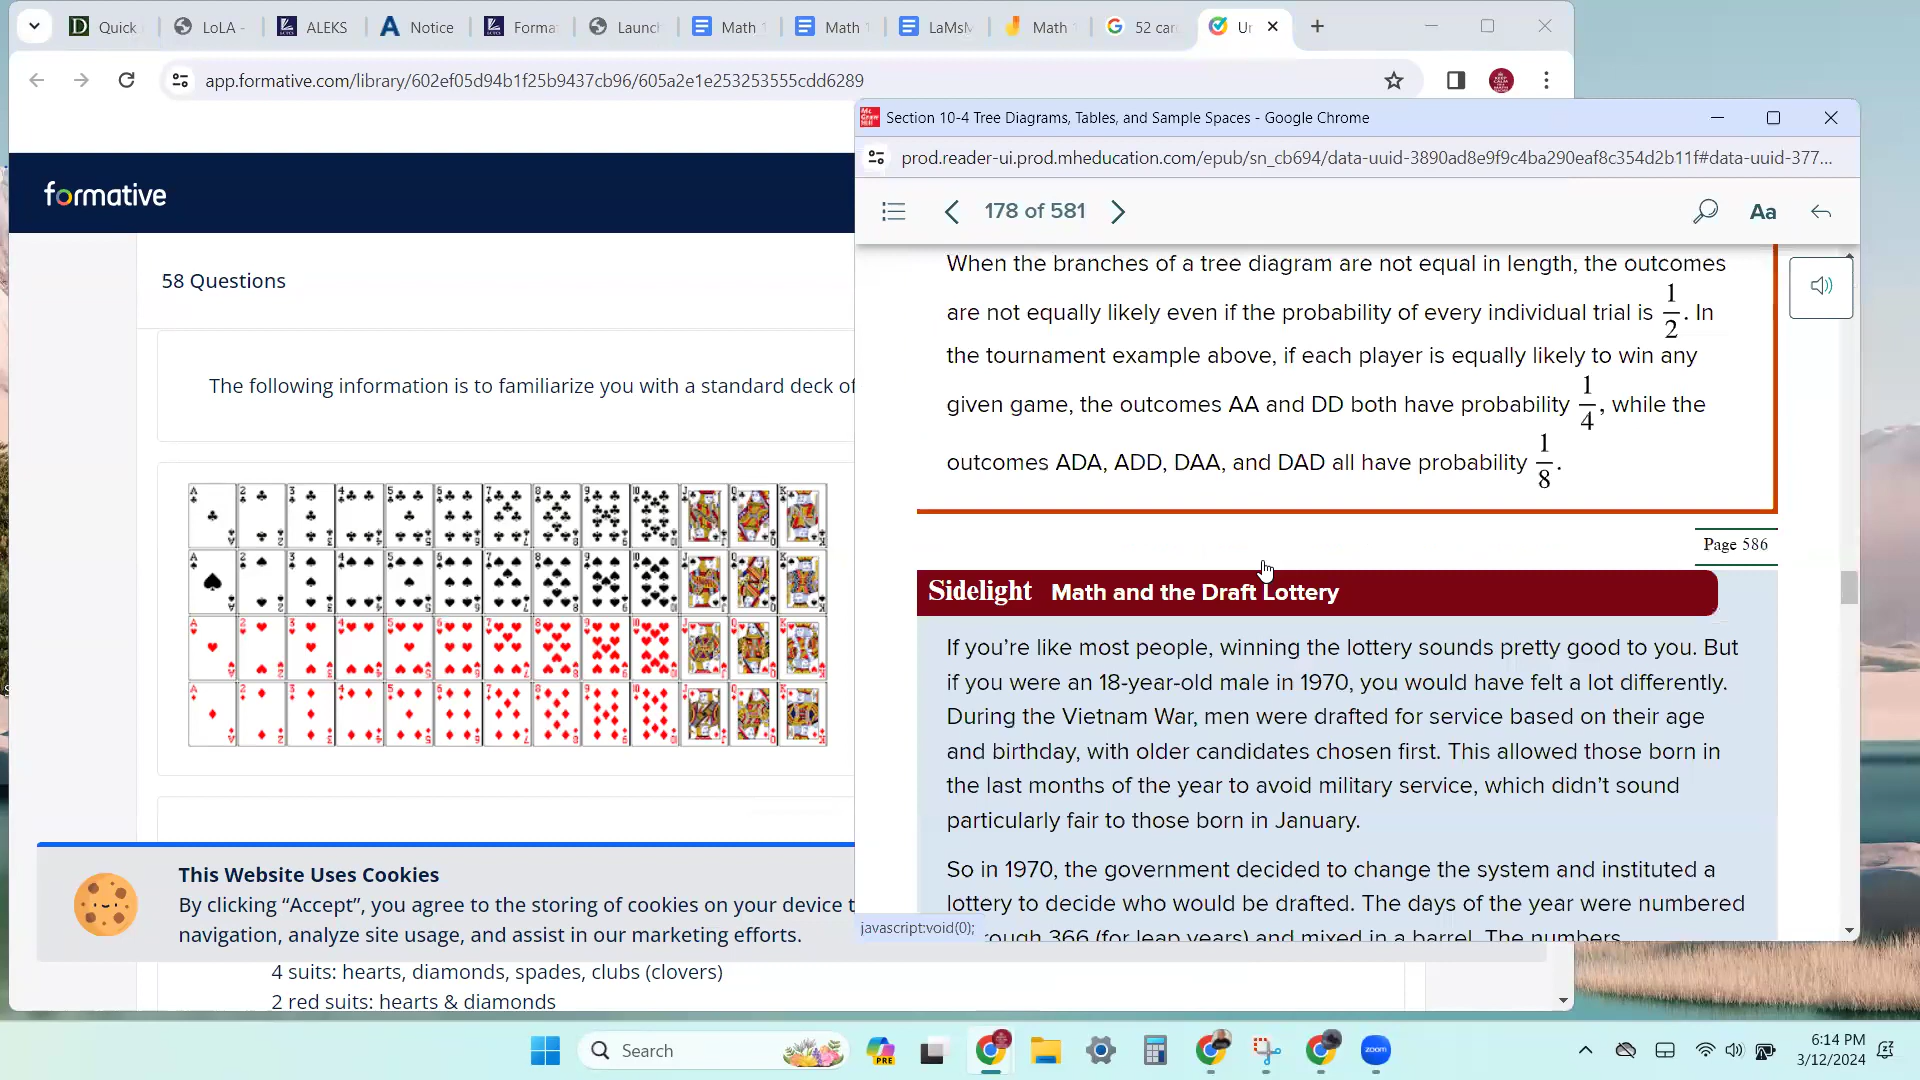 Quick
LoLA -
ALEKS
Notice
Forma
Launch
Math
Math
LaMsM
Math
52 car
Un
app.formative.com/library/602ef05d94b1f25b9437cb96/605a2e1e253253555cdd6289
formative
58 Questions
The following information is to familiarize you with a standard deck of
This Website Uses Cookies
By clicking “Accept”, you agree to the storing of cookies on your device t
navigation, analyze site usage, and assist in our marketing efforts.
4 suits: hearts, diamonds, spades, clubs (clovers)
2 red suits: hearts & diamonds
Section 10-4 Tree Diagrams, Tables, and Sample Spaces - Google Chrome
prod.reader-ui.prod.mheducation.com/epub/sn_cb694/data-uuid-3890ad8e9f9c4ba290eaf8c354d2b11f#data-uuid-377...
178 of 581
Aa
When the branches of a tree diagram are not equal in length, the outcomes
are not equally likely even if the probability of every individual trial is 1/2. In
the tournament example above, if each player is equally likely to win any
given game, the outcomes AA and DD both have probability 1/4, while the
outcomes ADA, ADD, DAA, and DAD all have probability 1/8.
Page 586
Sidelight Math and the Draft Lottery
If you’re like most people, winning the lottery sounds pretty good to you. But
if you were an 18-year-old male in 1970, you would have felt a lot differently.
During the Vietnam War, men were drafted for service based on their age
and birthday, with older candidates chosen first. This allowed those born in
the last months of the year to avoid military service, which didn’t sound
particularly fair to those born in January.
So in 1970, the government decided to change the system and instituted a
lottery to decide who would be drafted. The days of the year were numbered
rough 366 (for leap years) and mixed in a barrel. The numbers
javascript:void(0);
Search
PRE
zoom
6:14 PM
3/12/2024